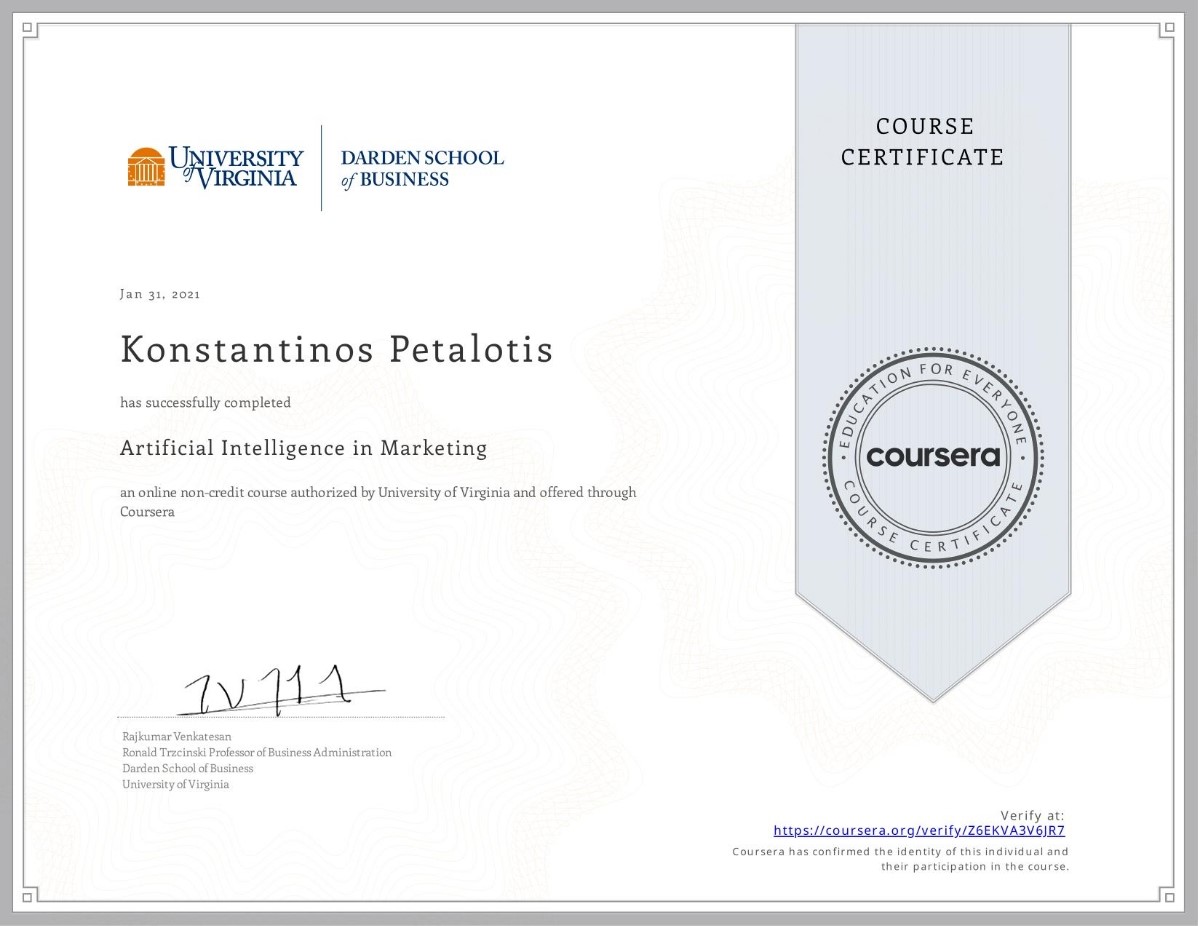 UNIVERSITY
of VIRGINIA
DARDEN SCHOOL
of BUSINESS
COURSE
CERTIFICATE
Jan 31, 2021
Konstantinos Petalotis
has successfully completed
Artificial Intelligence in Marketing
an online non-credit course authorized by University of Virginia and offered through
Coursera
EDUCATION FOR EVERYONE
coursera
COURSE CERTIFICATE
Rajkumar Venkatesan
Ronald Trzcinski Professor of Business Administration
Darden School of Business
University of Virginia
Verify at:
https://coursera.org/verify/Z6EKVA3V6JR7
Coursera has confirmed the identity of this individual and
their participation in the course.